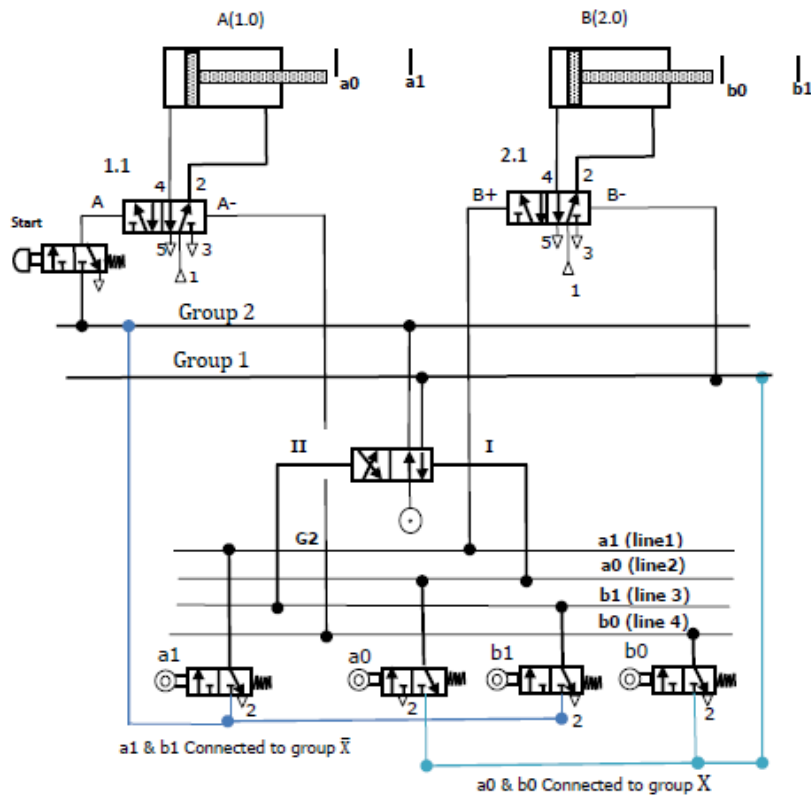 A(1.0)
B(2.0)
a0
a1
b0
b1
1.1
4
2
2.1
4
2
A
A-
B+
B-
Start
5
3
1
5
3
1
Group 2
Group 1
II
I
G2
a1 (line1)
a0 (line2)
b1 (line 3)
b0 (line 4)
a1
a0
b1
b0
2
2
2
2
a1 & b1 Connected to group X̅
a0 & b0 Connected to group X